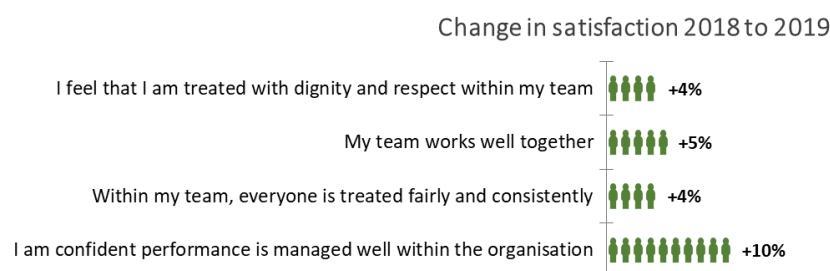 Change in satisfaction 2018 to 2019
I feel that I am treated with dignity and respect within my team +4%
My team works well together +5%
Within my team, everyone is treated fairly and consistently +4%
I am confident performance is managed well within the organisation +10%